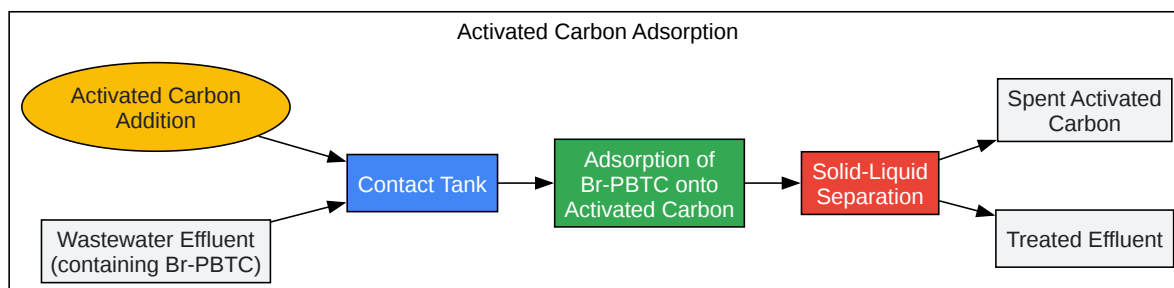 Activated Carbon Adsorption
Activated Carbon
Addition
Wastewater Effluent
(containing Br-PBTC)
Contact Tank
Adsorption of
Br-PBTC onto
Activated Carbon
Solid-Liquid
Separation
Spent Activated
Carbon
Treated Effluent